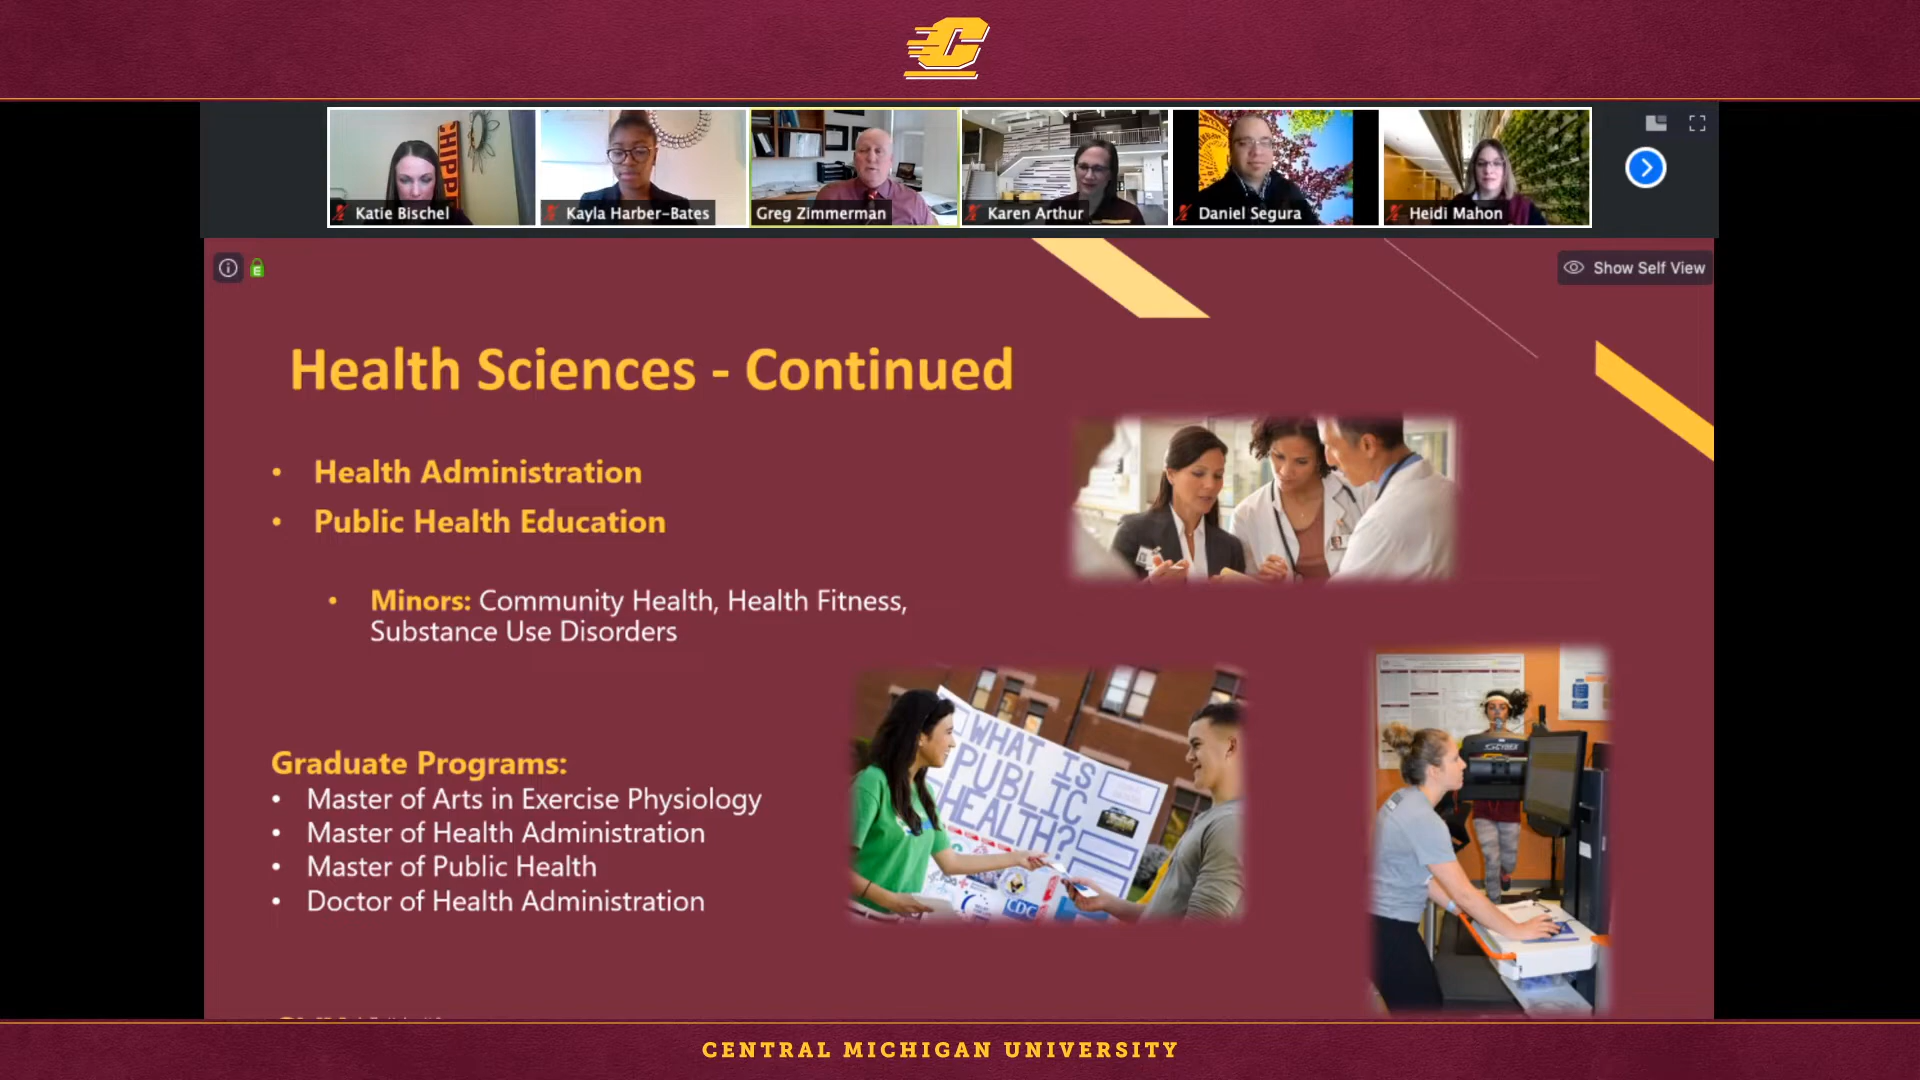 CHIPP
Katie Bischel
Kayla Harber-Bates
Greg Zimmerman
Karen Arthur
Daniel Segura
Heidi Mahon
Show Self View
Health Sciences - Continued
• Health Administration
• Public Health Education
• Minors: Community Health, Health Fitness,
Substance Use Disorders
WHAT IS
PUBLIC
HEALTH?
CDC
CYBEX
Graduate Programs:
• Master of Arts in Exercise Physiology
• Master of Health Administration
• Master of Public Health
• Doctor of Health Administration
CENTRAL MICHIGAN UNIVERSITY